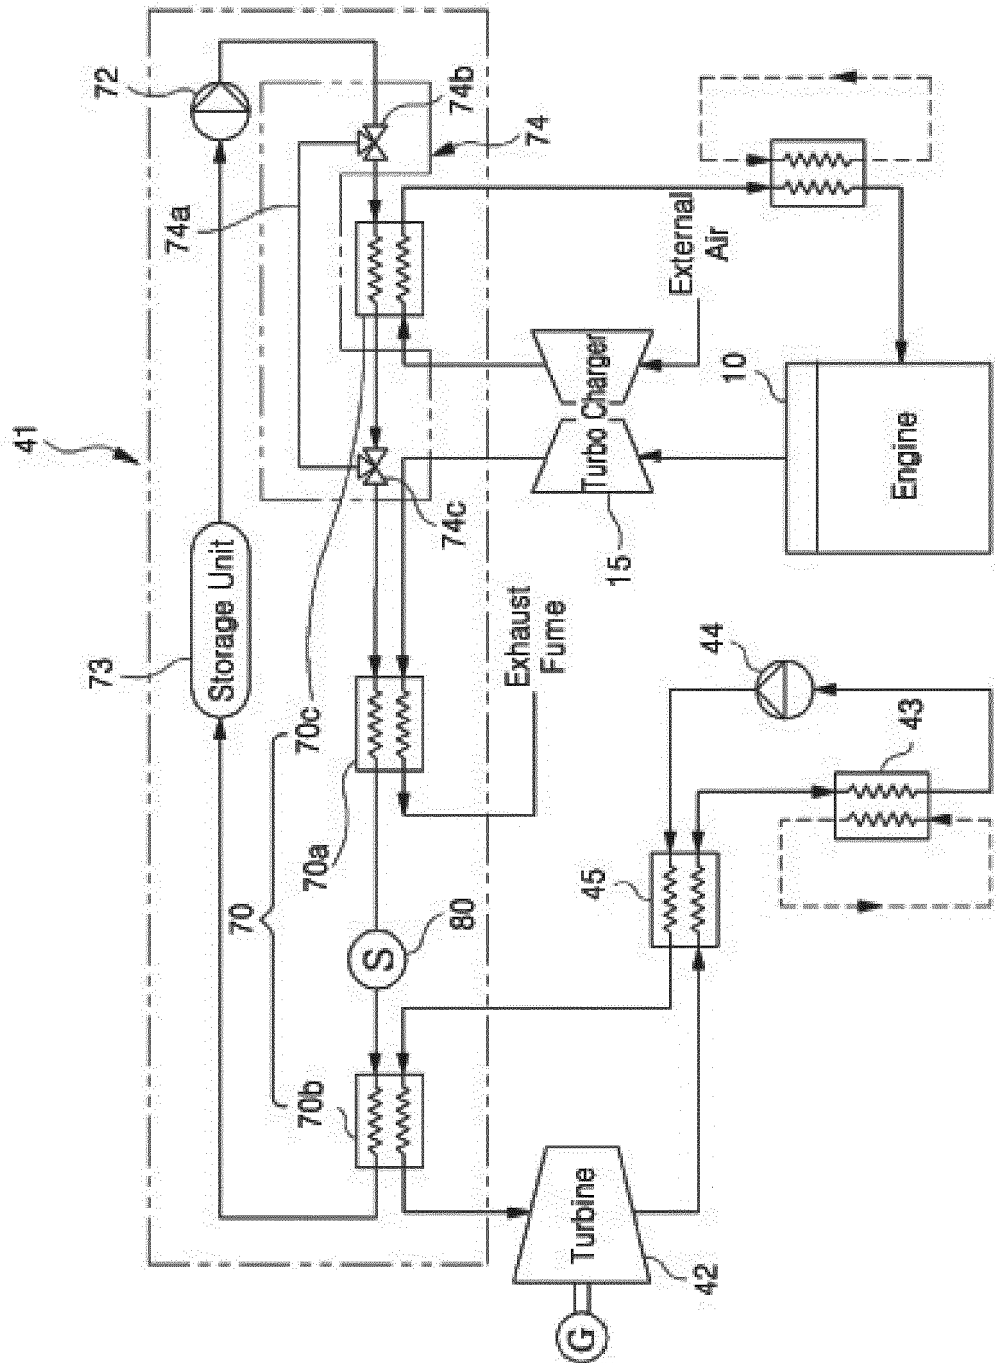 41
73
Storage Unit
72
74a
74b
74
70
70b
70a
70c
74c
80
S
Exhaust
Fume
External
Air
Turbo Charger
15
10
Engine
Turbine
42
G
45
44
43